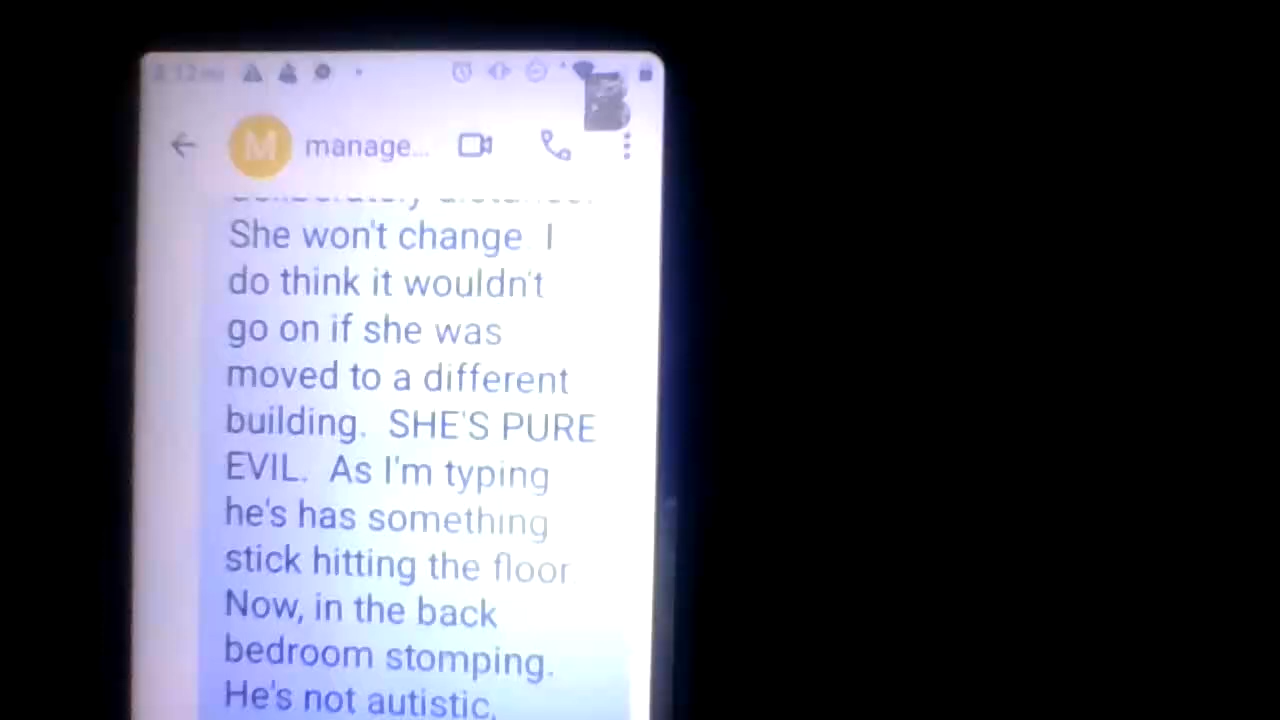 M manage...
She won't change I
do think it wouldn't
go on if she was
moved to a different
building. SHE'S PURE
EVIL. As I'm typing
he's has something
stick hitting the floor
Now, in the back
bedroom stomping.
He's not autistic,